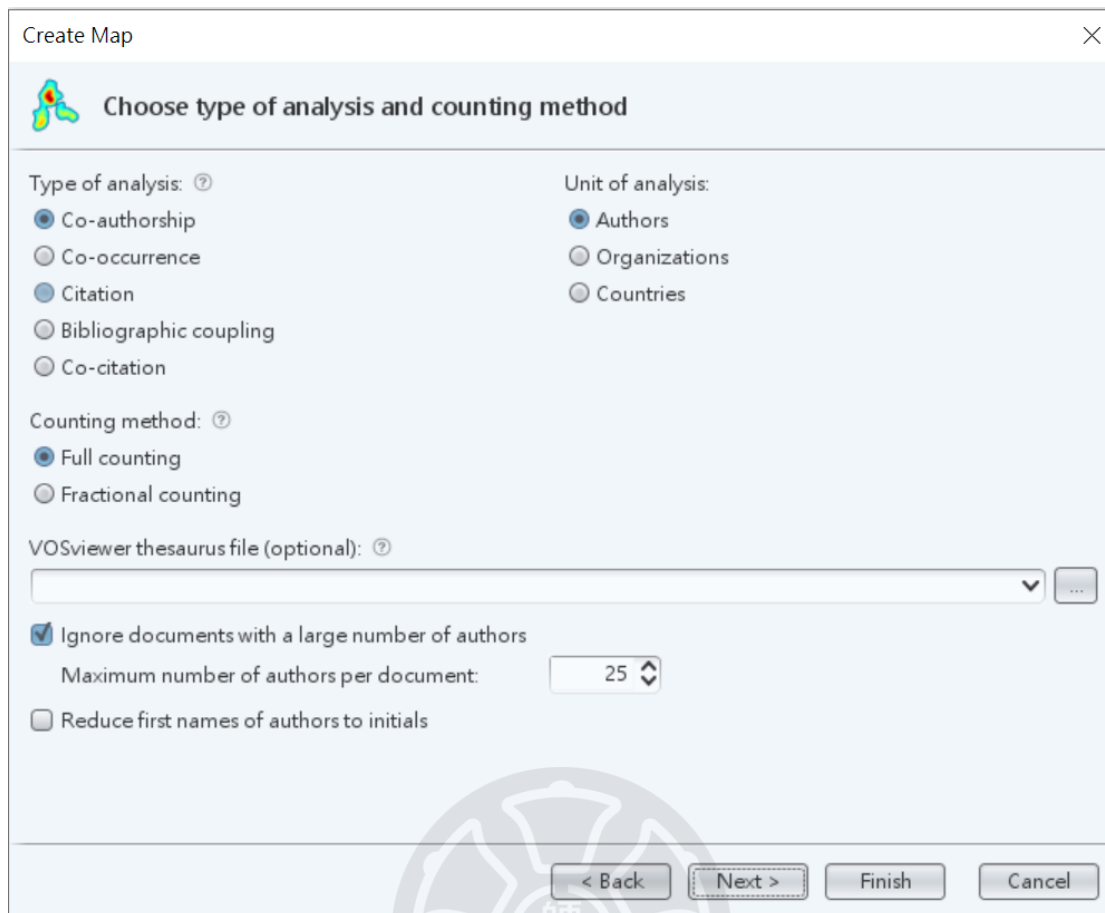 Create Map
Choose type of analysis and counting method
Type of analysis: ?
Unit of analysis:
Co-authorship
Authors
Co-occurrence
Organizations
Citation
Countries
Bibliographic coupling
Co-citation
Counting method: ?
Full counting
Fractional counting
VOSviewer thesaurus file (optional): ?
...
Ignore documents with a large number of authors
Maximum number of authors per document: 25
Reduce first names of authors to initials
< Back Next > Finish Cancel
師